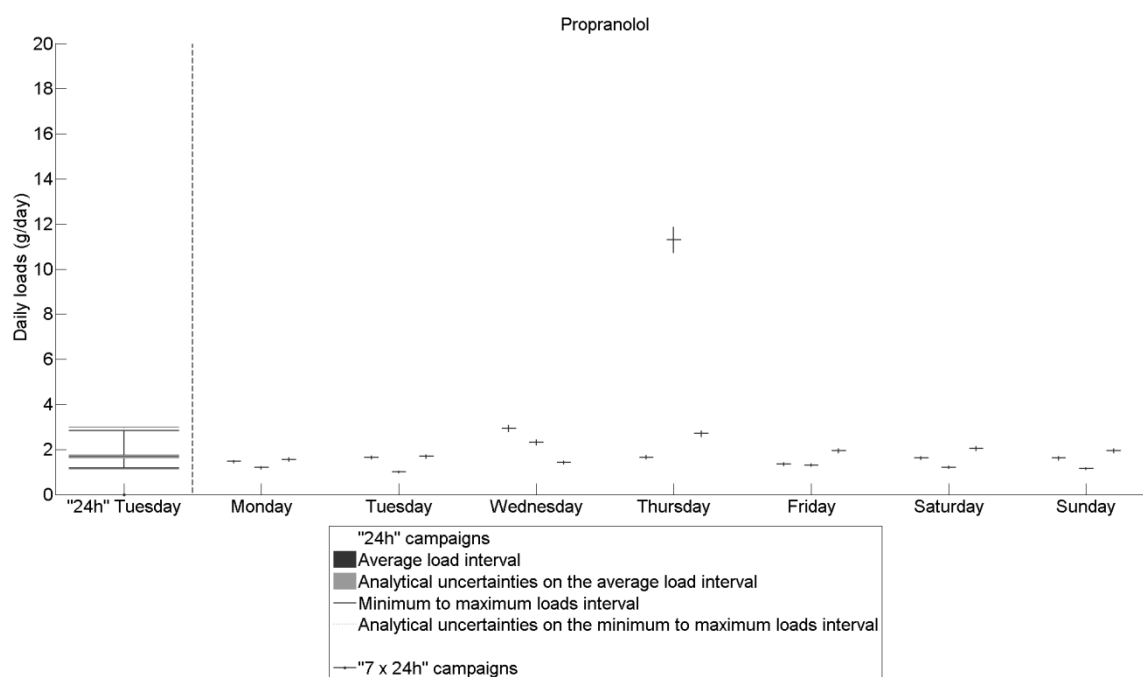 Propranolol
Daily loads (g/day)
20
18
16
14
12
10
8
6
4
2
0
"24h" Tuesday Monday Tuesday Wednesday Thursday Friday Saturday Sunday
"24h" campaigns
Average load interval
Analytical uncertainties on the average load interval
Minimum to maximum loads interval
Analytical uncertainties on the minimum to maximum loads interval
"7 x 24h" campaigns